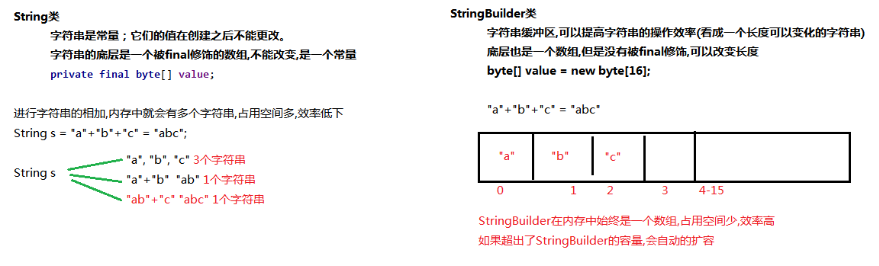 String类
字符串是常量；它们的值在创建之后不能更改。
字符串的底层是一个被final修饰的数组,不能改变,是一个常量
private final byte[] value;
进行字符串的相加,内存中就会有多个字符串,占用空间多,效率低下
String s = "a"+"b"+"c" = "abc";
String s
"a", "b", "c" 3个字符串
"a"+"b" "ab" 1个字符串
"ab"+"c" "abc" 1个字符串
StringBuilder类
字符串缓冲区,可以提高字符串的操作效率(看成一个长度可以变化的字符串)
底层也是一个数组,但是没有被final修饰,可以改变长度
byte[] value = new byte[16];
"a"+"b"+"c" = "abc"
"a" "b" "c"
0 1 2 3 4-15
StringBuilder在内存中始终是一个数组,占用空间少,效率高
如果超出了StringBuilder的容量,会自动的扩容